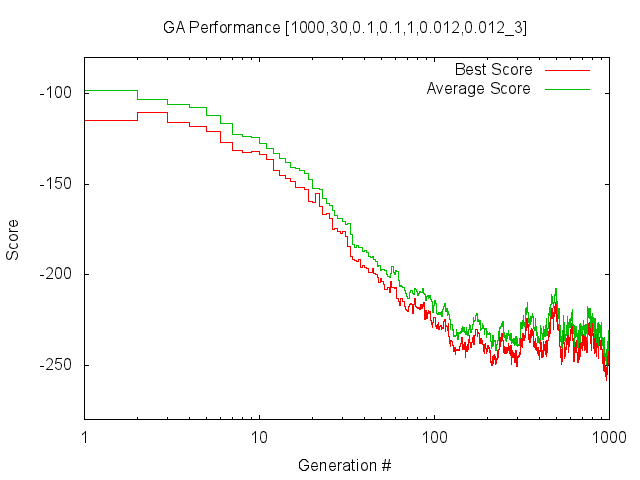 GA Performance [1000,30,0.1,0.1,1,0.012,0.012_3]
Best Score
Average Score
-100
-150
-200
-250
Score
1 10 100 1000
Generation #